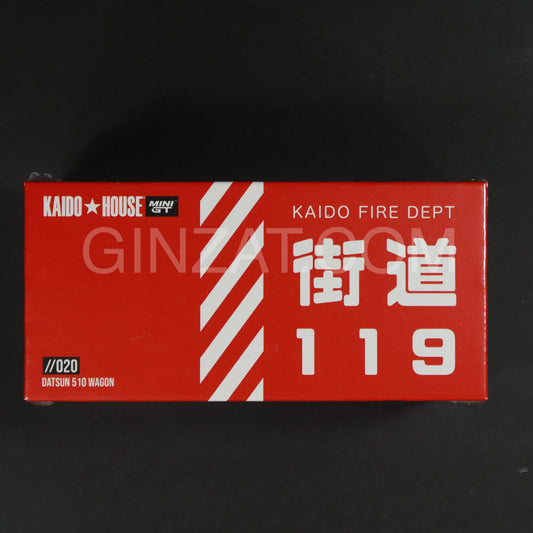 KAIDO★HOUSE MINI GT
KAIDO FIRE DEPT
GINZAT.COM
街道
119
//020
DATSUN 510 WAGON